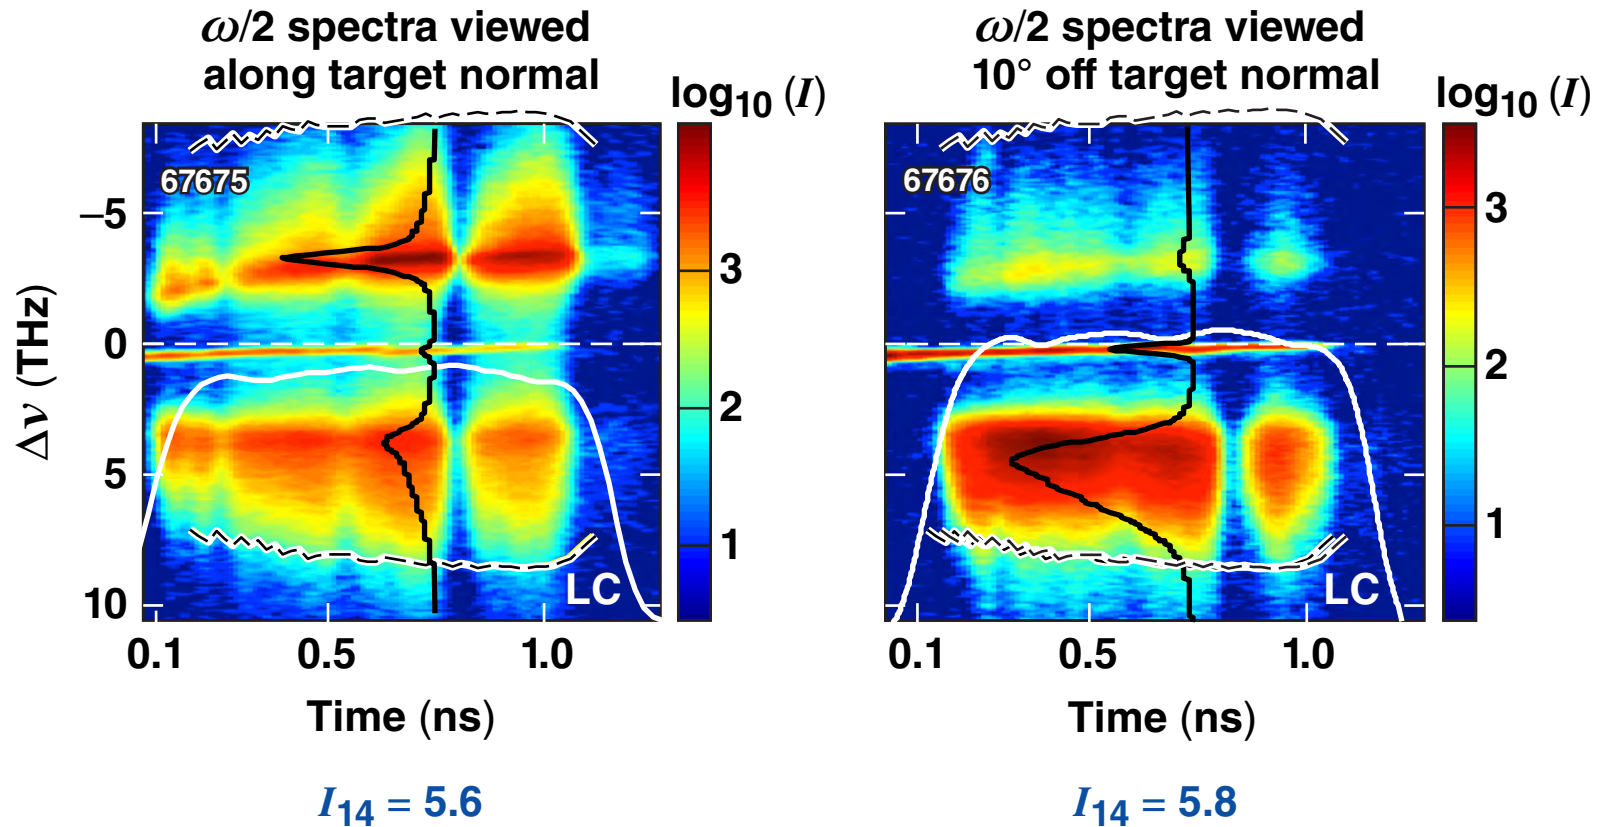 ω/2 spectra viewed
along target normal
log10 (I)
67675
–5
0
5
10
Δν (THz)
3
2
1
LC
0.1 0.5 1.0
Time (ns)
I14 = 5.6
ω/2 spectra viewed
10° off target normal
log10 (I)
67676
3
2
1
LC
0.1 0.5 1.0
Time (ns)
I14 = 5.8